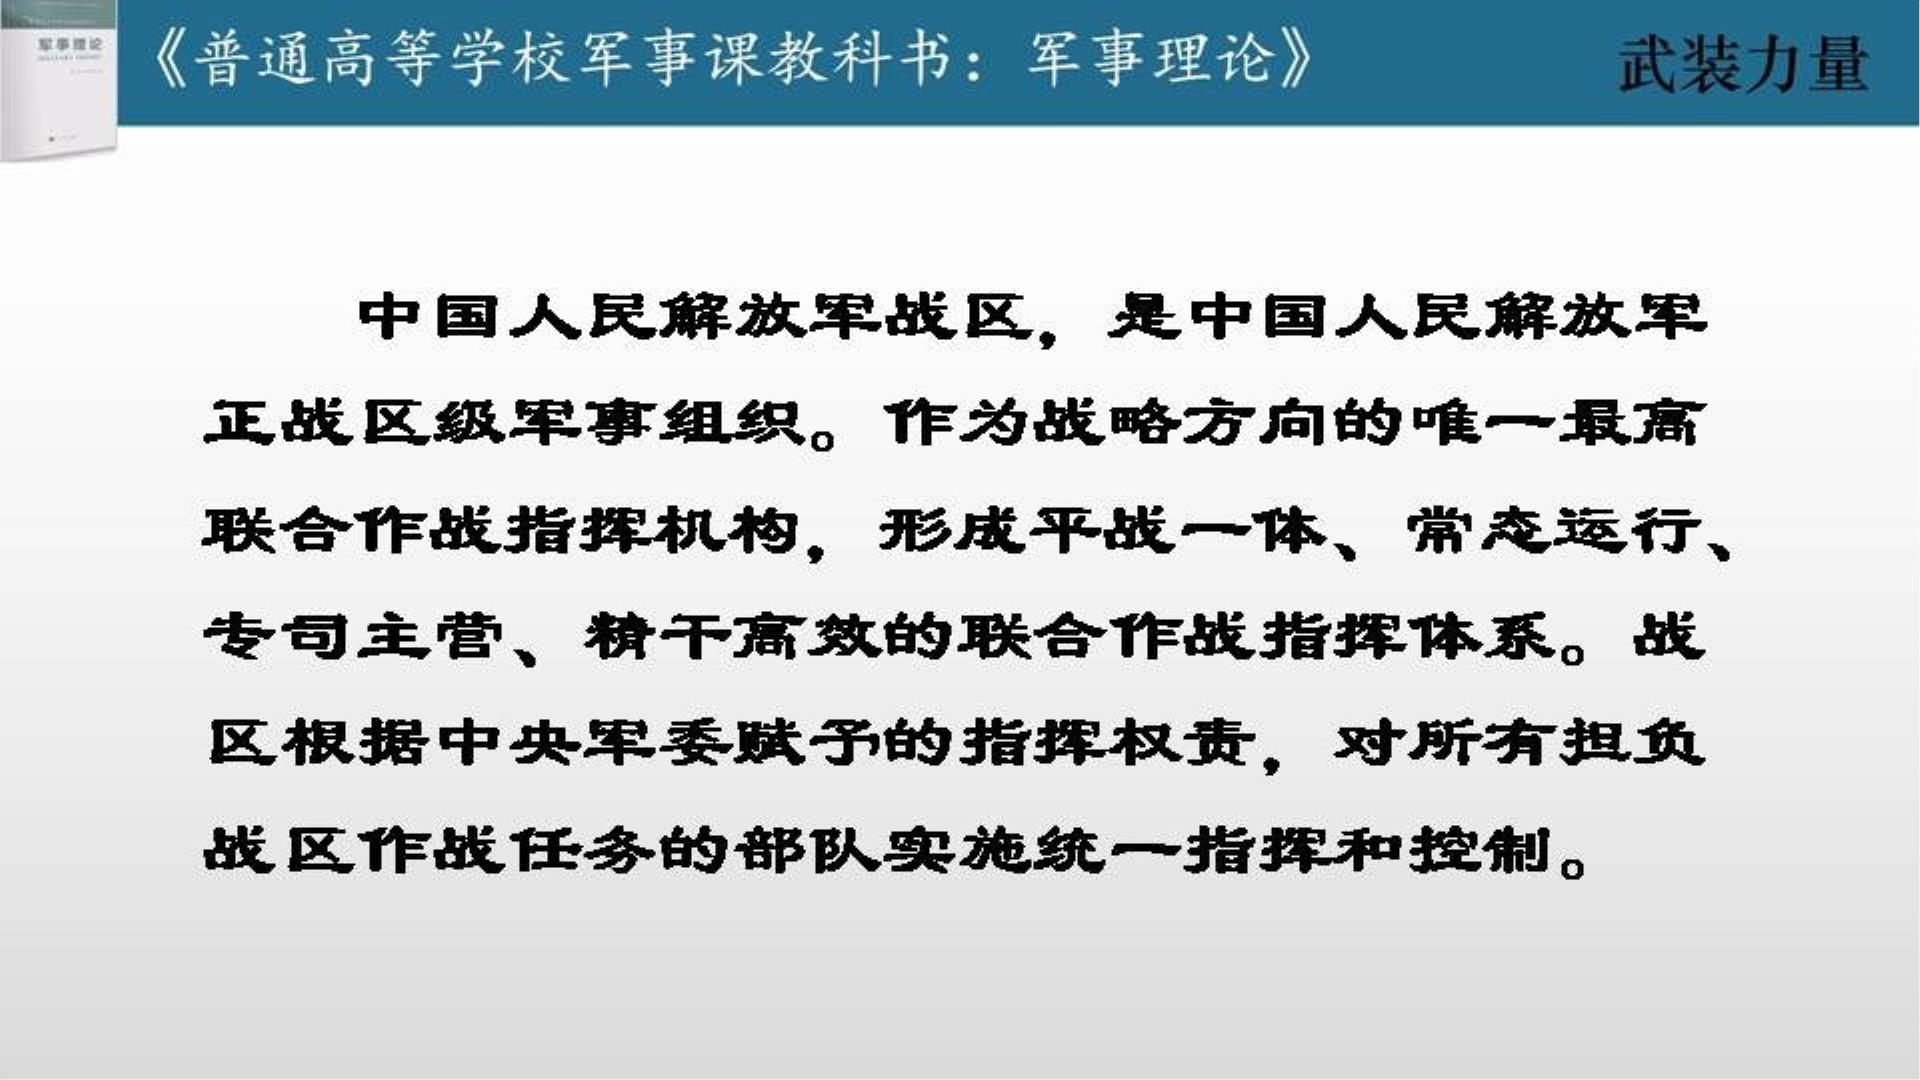 军事理论
《普通高等学校军事课教科书：军事理论》
武装力量
中国人民解放军战区，是中国人民解放军
正战区级军事组织。作为战略方向的唯一最高
联合作战指挥机构，形成平战一体、常态运行、
专司主营、精干高效的联合作战指挥体系。战
区根据中央军委赋予的指挥权责，对所有担负
战区作战任务的部队实施统一指挥和控制。